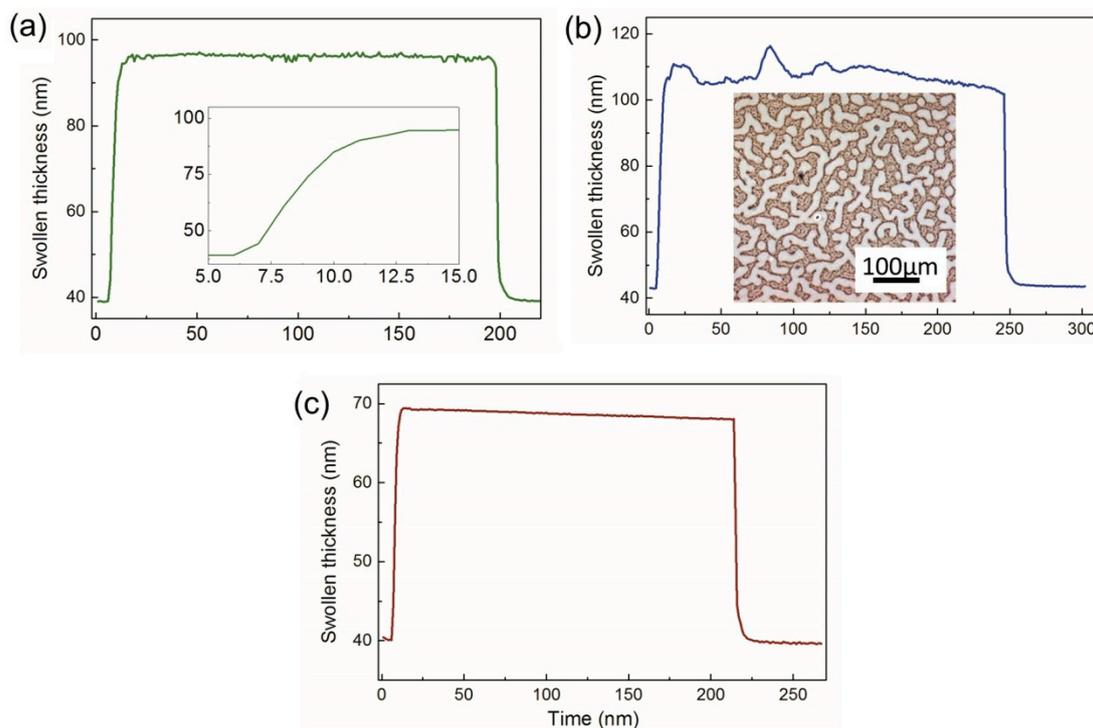 (a)
Swollen thickness (nm)
100
80
60
40
0 50 100 150 200
100
75
50
5.0 7.5 10.0 12.5 15.0
(b)
Swollen thickness (nm)
120
100
80
60
40
0 50 100 150 200 250 300
100μm
(c)
Swollen thickness (nm)
70
60
50
40
0 50 100 150 200 250
Time (nm)